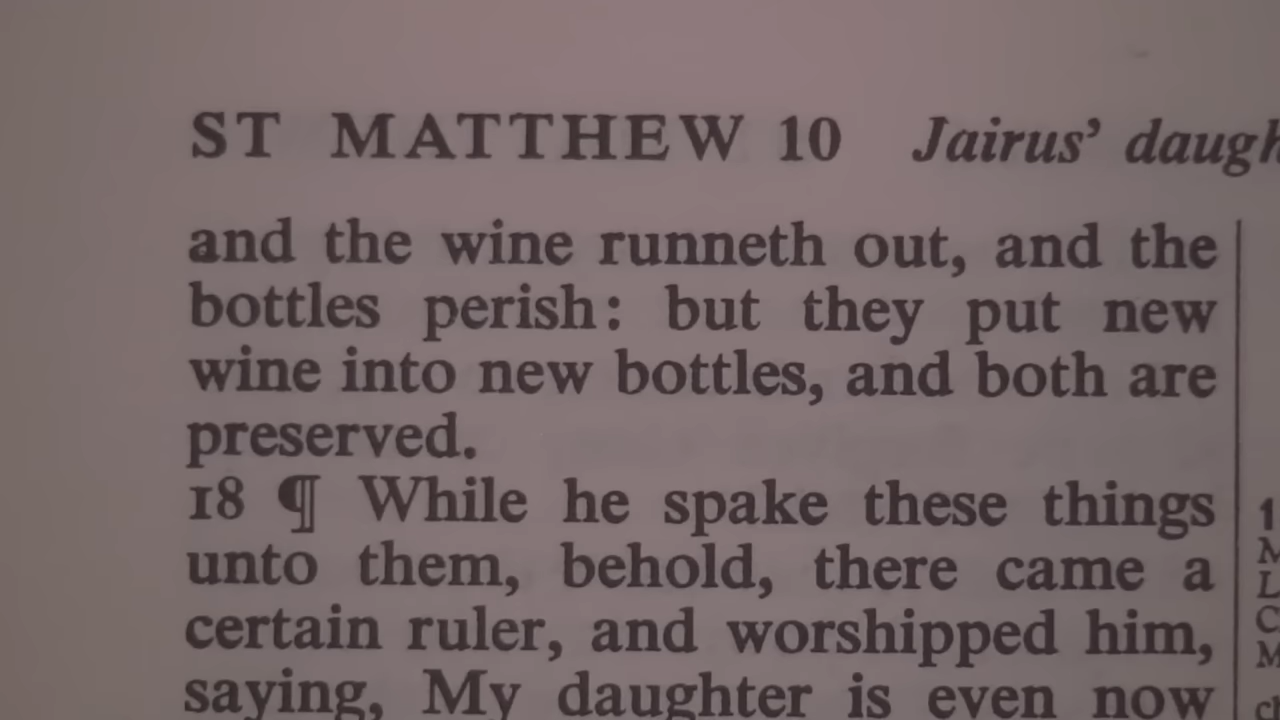 ST MATTHEW 10 Jairus' daugh
and the wine runneth out, and the
bottles perish: but they put new
wine into new bottles, and both are
preserved.
18 ¶ While he spake these things
unto them, behold, there came a
certain ruler, and worshipped him,
saying, My daughter is even now
1
M
L
C
M
ch